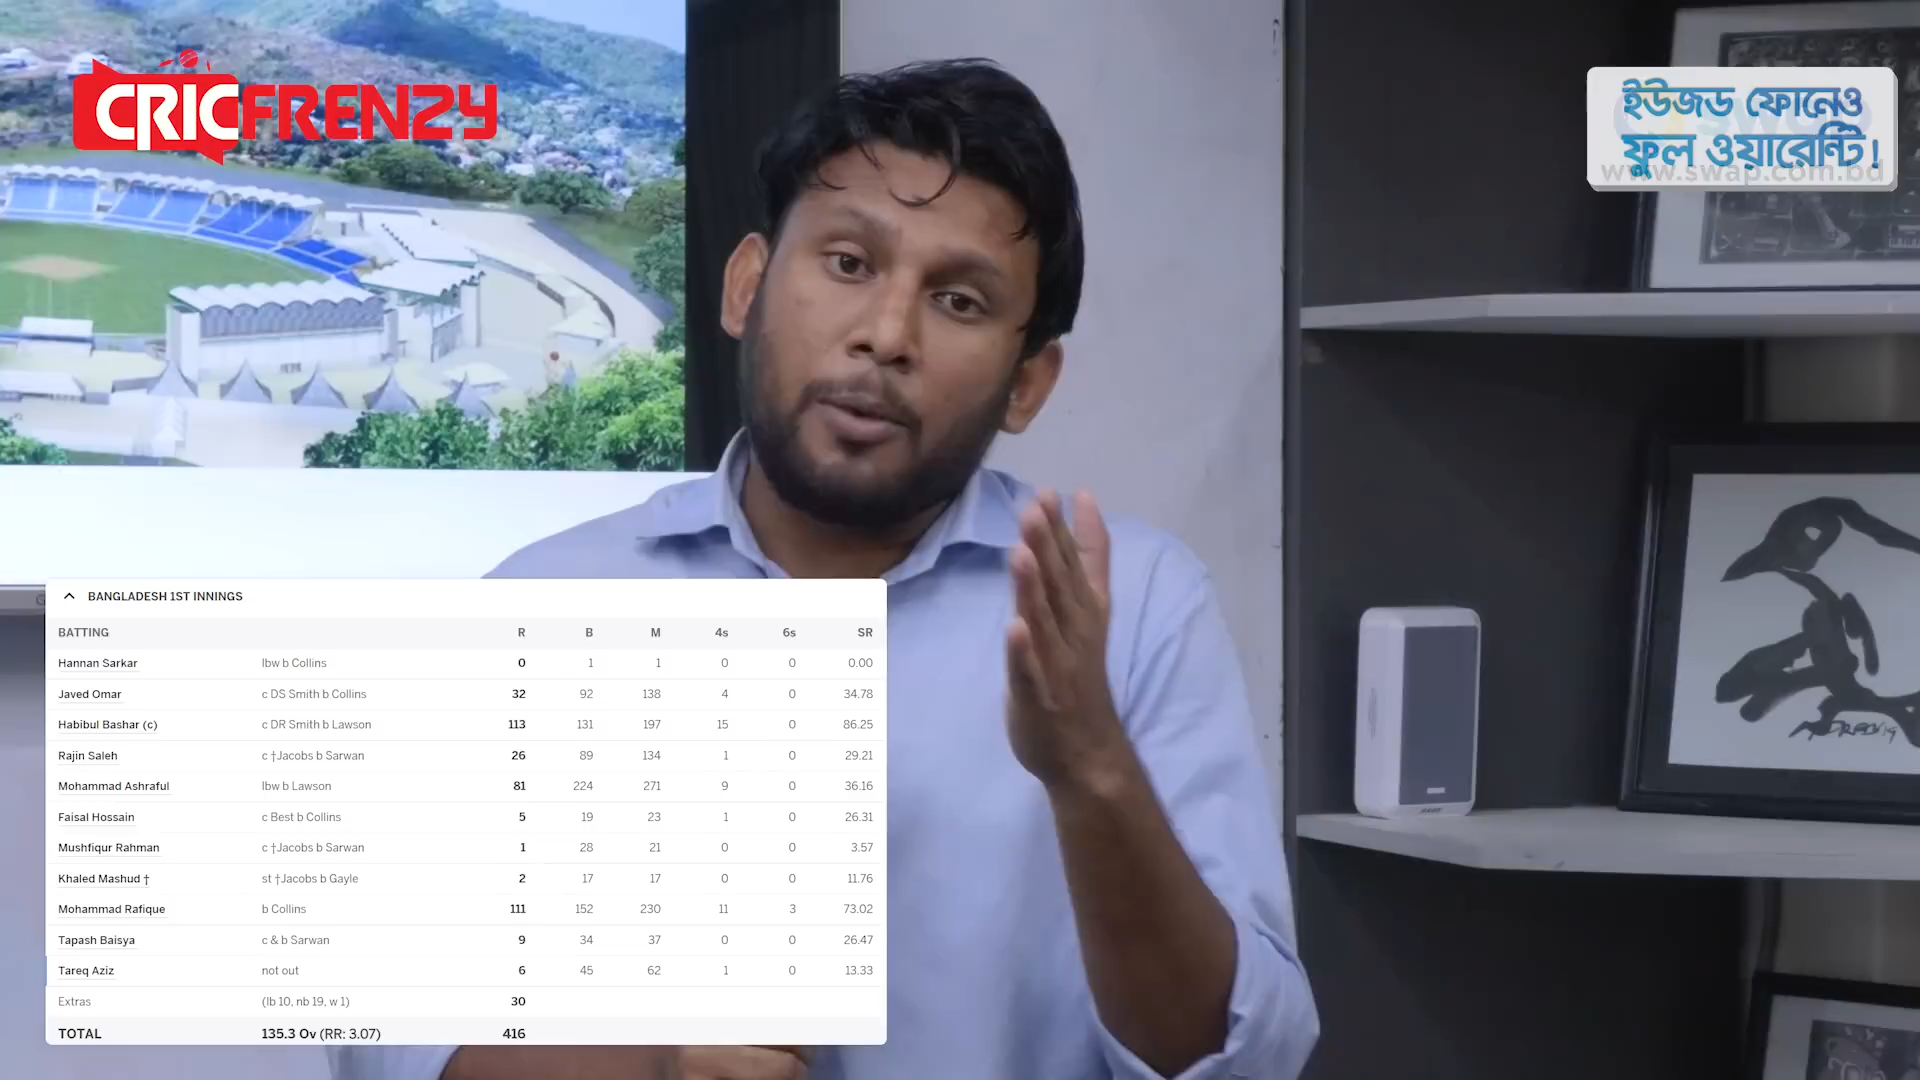 CRICFRENZY
ইউজড ফোনেও
ফুল ওয়ারেন্টি!
www.swap.com.bd
BANGLADESH 1ST INNINGS
BATTING R B M 4s 6s SR
Hannan Sarkar lbw b Collins 0 1 1 0 0 0.00
Javed Omar c DS Smith b Collins 32 92 138 4 0 34.78
Habibul Bashar (c) c DR Smith b Lawson 113 131 197 15 0 86.25
Rajin Saleh c †Jacobs b Sarwan 26 89 134 1 0 29.21
Mohammad Ashraful lbw b Lawson 81 224 271 9 0 36.16
Faisal Hossain c Best b Collins 5 19 23 1 0 26.31
Mushfiqur Rahman c †Jacobs b Sarwan 1 28 21 0 0 3.57
Khaled Mashud † st †Jacobs b Gayle 2 17 17 0 0 11.76
Mohammad Rafique b Collins 111 152 230 11 3 73.02
Tapash Baisya c & b Sarwan 9 34 37 0 0 26.47
Tareq Aziz not out 6 45 62 1 0 13.33
Extras (lb 10, nb 19, w 1) 30
TOTAL 135.3 Ov (RR: 3.07) 416